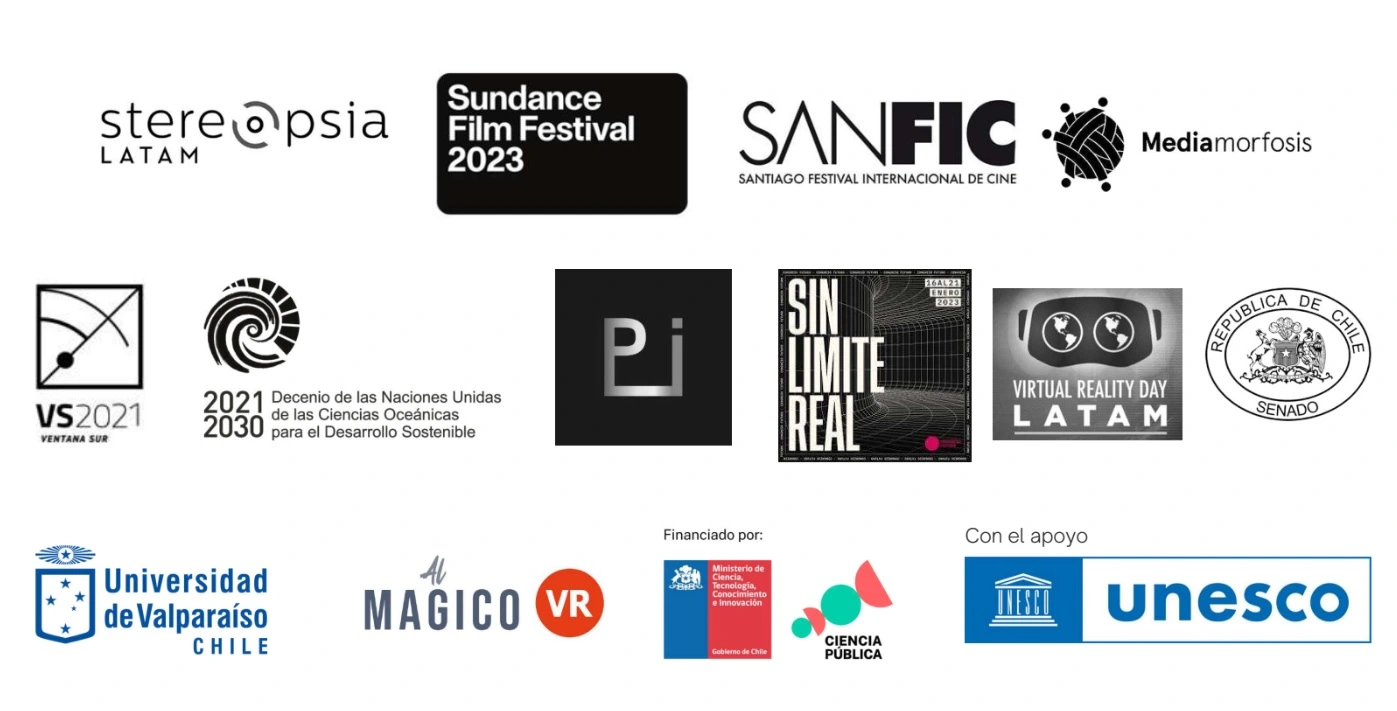 stereopsia
LATAM
Sundance
Film Festival
2023
SANFIC
SANTIAGO FESTIVAL INTERNACIONAL DE CINE
Mediamorfosis
VS2021
VENTANA SUR
2021
2030
Decenio de las Naciones Unidas
de las Ciencias Oceánicas
para el Desarrollo Sostenible
Pi
SIN
LIMITE
REAL
16AL21
ENERO
2023
VIRTUAL REALITY DAY
LATAM
REPUBLICA DE CHILE
SENADO
Universidad
de Valparaíso
CHILE
Al
MAGICO
VR
Financiado por:
Ministerio de
Ciencia,
Tecnología,
Conocimiento
e Innovación
Gobierno de Chile
CIENCIA
PÚBLICA
Con el apoyo
UNESCO
unesco